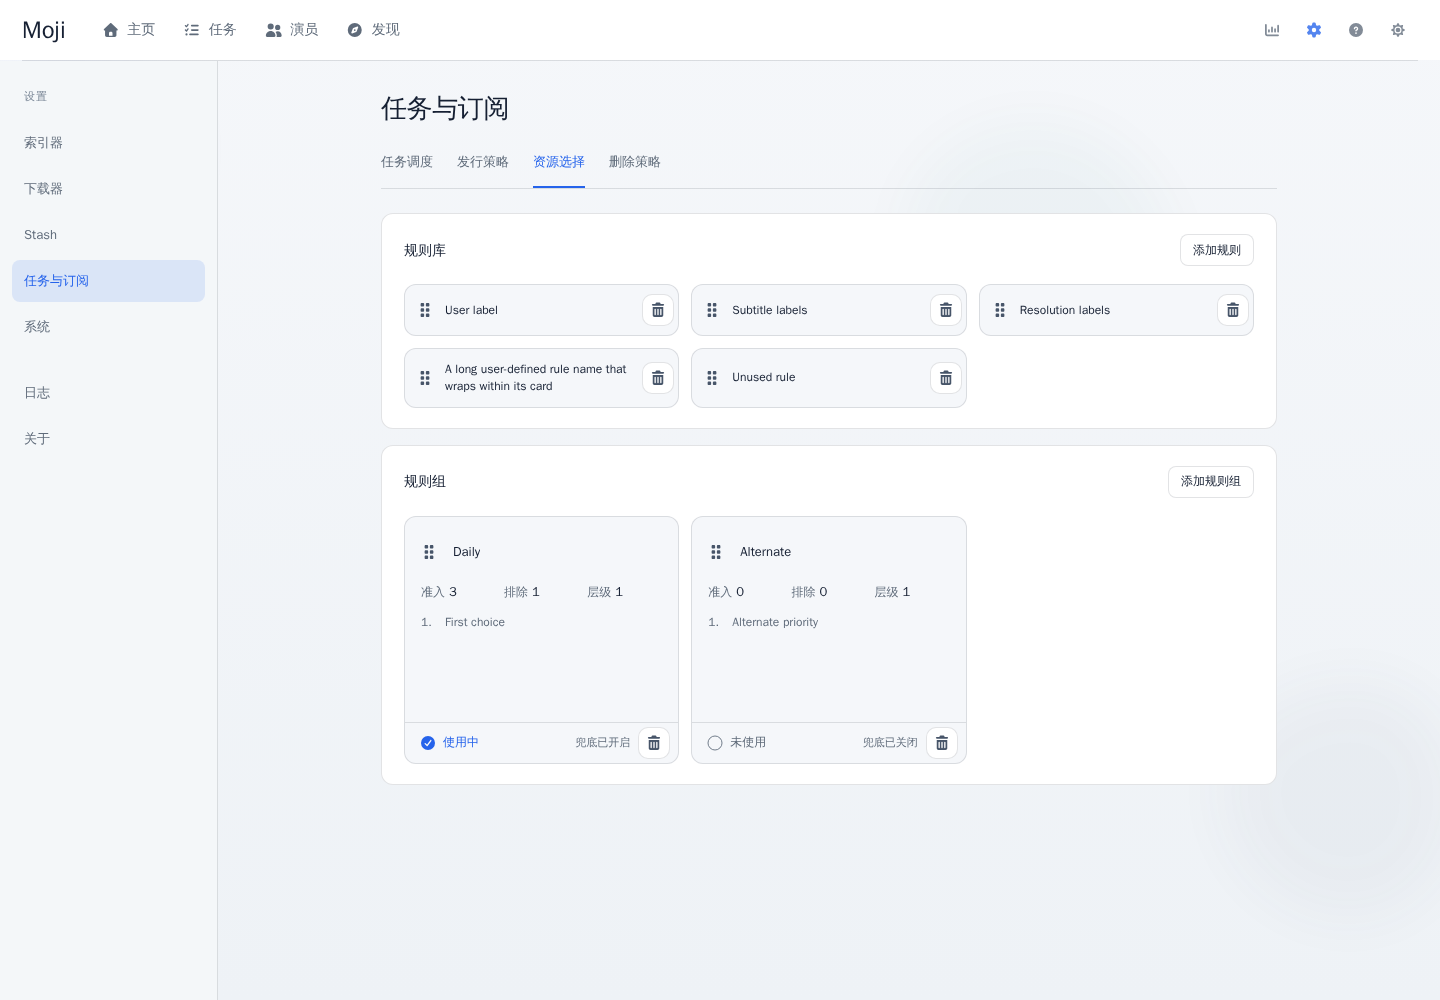 Moji
主页
任务
演员
发现
设置
索引器
下载器
Stash
任务与订阅
系统
日志
关于
任务与订阅
任务调度
发行策略
资源选择
删除策略
规则库
添加规则
User label
Subtitle labels
Resolution labels
A long user-defined rule name that
wraps within its card
Unused rule
规则组
添加规则组
Daily
准入 3
排除 1
层级 1
1. First choice
使用中
兜底已开启
Alternate
准入 0
排除 0
层级 1
1. Alternate priority
未使用
兜底已关闭